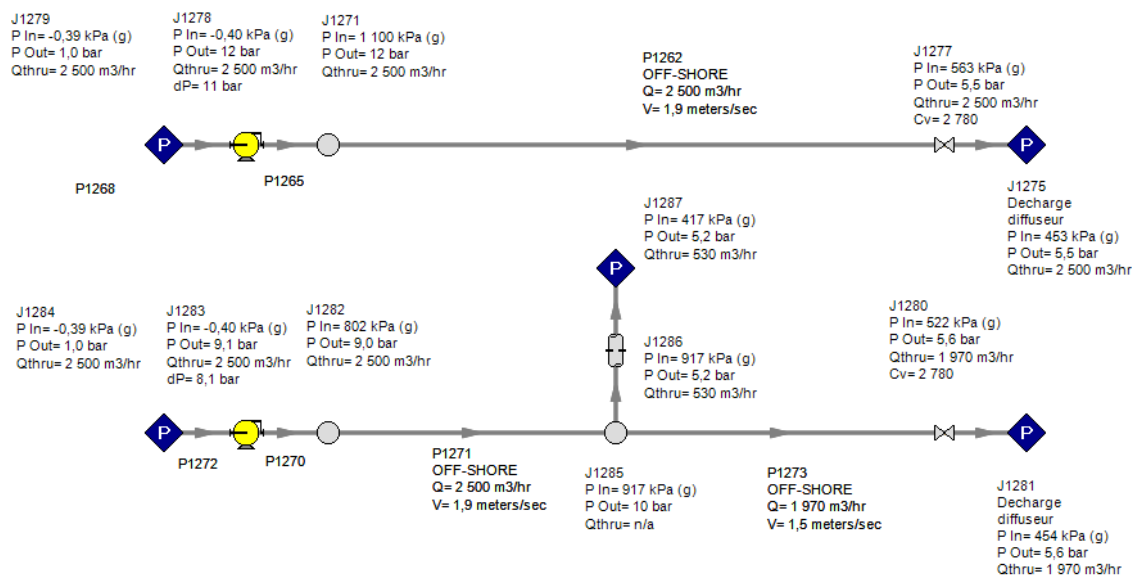 J1279
P In= -0,39 kPa (g)
P Out= 1,0 bar
Qthru= 2 500 m3/hr
J1278
P In= -0,40 kPa (g)
P Out= 12 bar
Qthru= 2 500 m3/hr
dP= 11 bar
J1271
P In= 1 100 kPa (g)
P Out= 12 bar
Qthru= 2 500 m3/hr
P1262
OFF-SHORE
Q= 2 500 m3/hr
V= 1,9 meters/sec
J1277
P In= 563 kPa (g)
P Out= 5,5 bar
Qthru= 2 500 m3/hr
Cv= 2 780
P
P
P1268
P1265
J1275
Decharge
diffuseur
P In= 453 kPa (g)
P Out= 5,5 bar
Qthru= 2 500 m3/hr
J1287
P In= 417 kPa (g)
P Out= 5,2 bar
Qthru= 530 m3/hr
P
J1284
P In= -0,39 kPa (g)
P Out= 1,0 bar
Qthru= 2 500 m3/hr
J1283
P In= -0,40 kPa (g)
P Out= 9,1 bar
Qthru= 2 500 m3/hr
dP= 8,1 bar
J1282
P In= 802 kPa (g)
P Out= 9,0 bar
Qthru= 2 500 m3/hr
J1286
P In= 917 kPa (g)
P Out= 5,2 bar
Qthru= 530 m3/hr
J1280
P In= 522 kPa (g)
P Out= 5,6 bar
Qthru= 1 970 m3/hr
Cv= 2 780
P
P
P1272
P1270
P1271
OFF-SHORE
Q= 2 500 m3/hr
V= 1,9 meters/sec
J1285
P In= 917 kPa (g)
P Out= 10 bar
Qthru= n/a
P1273
OFF-SHORE
Q= 1 970 m3/hr
V= 1,5 meters/sec
J1281
Decharge
diffuseur
P In= 454 kPa (g)
P Out= 5,6 bar
Qthru= 1 970 m3/hr